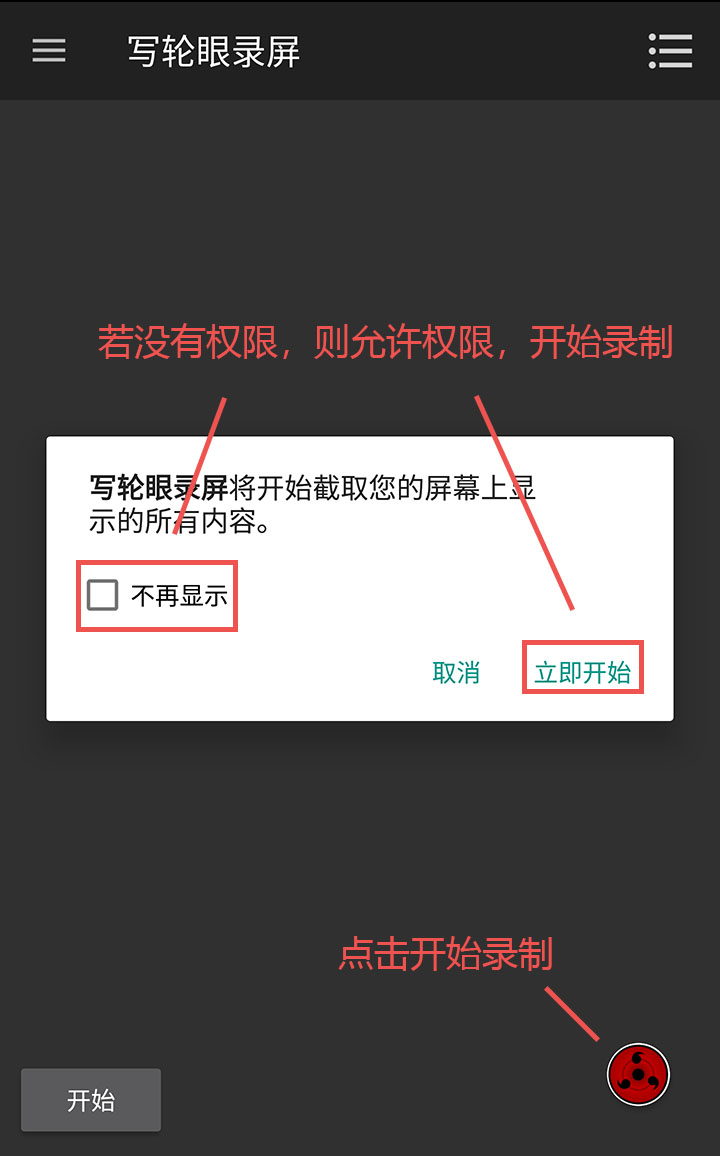 写轮眼录屏
若没有权限，则允许权限，开始录制
写轮眼录屏将开始截取您的屏幕上显
示的所有内容。
不再显示
取消
立即开始
点击开始录制
开始